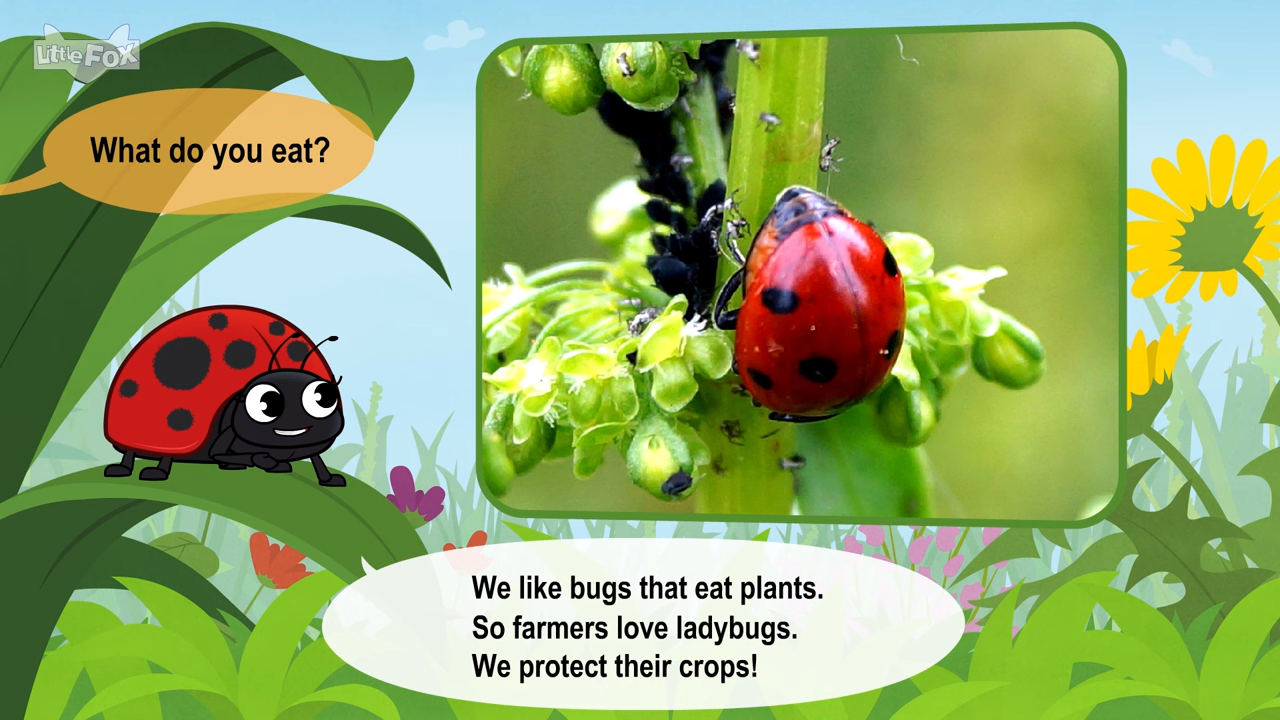 Little Fox
What do you eat?
We like bugs that eat plants.
So farmers love ladybugs.
We protect their crops!